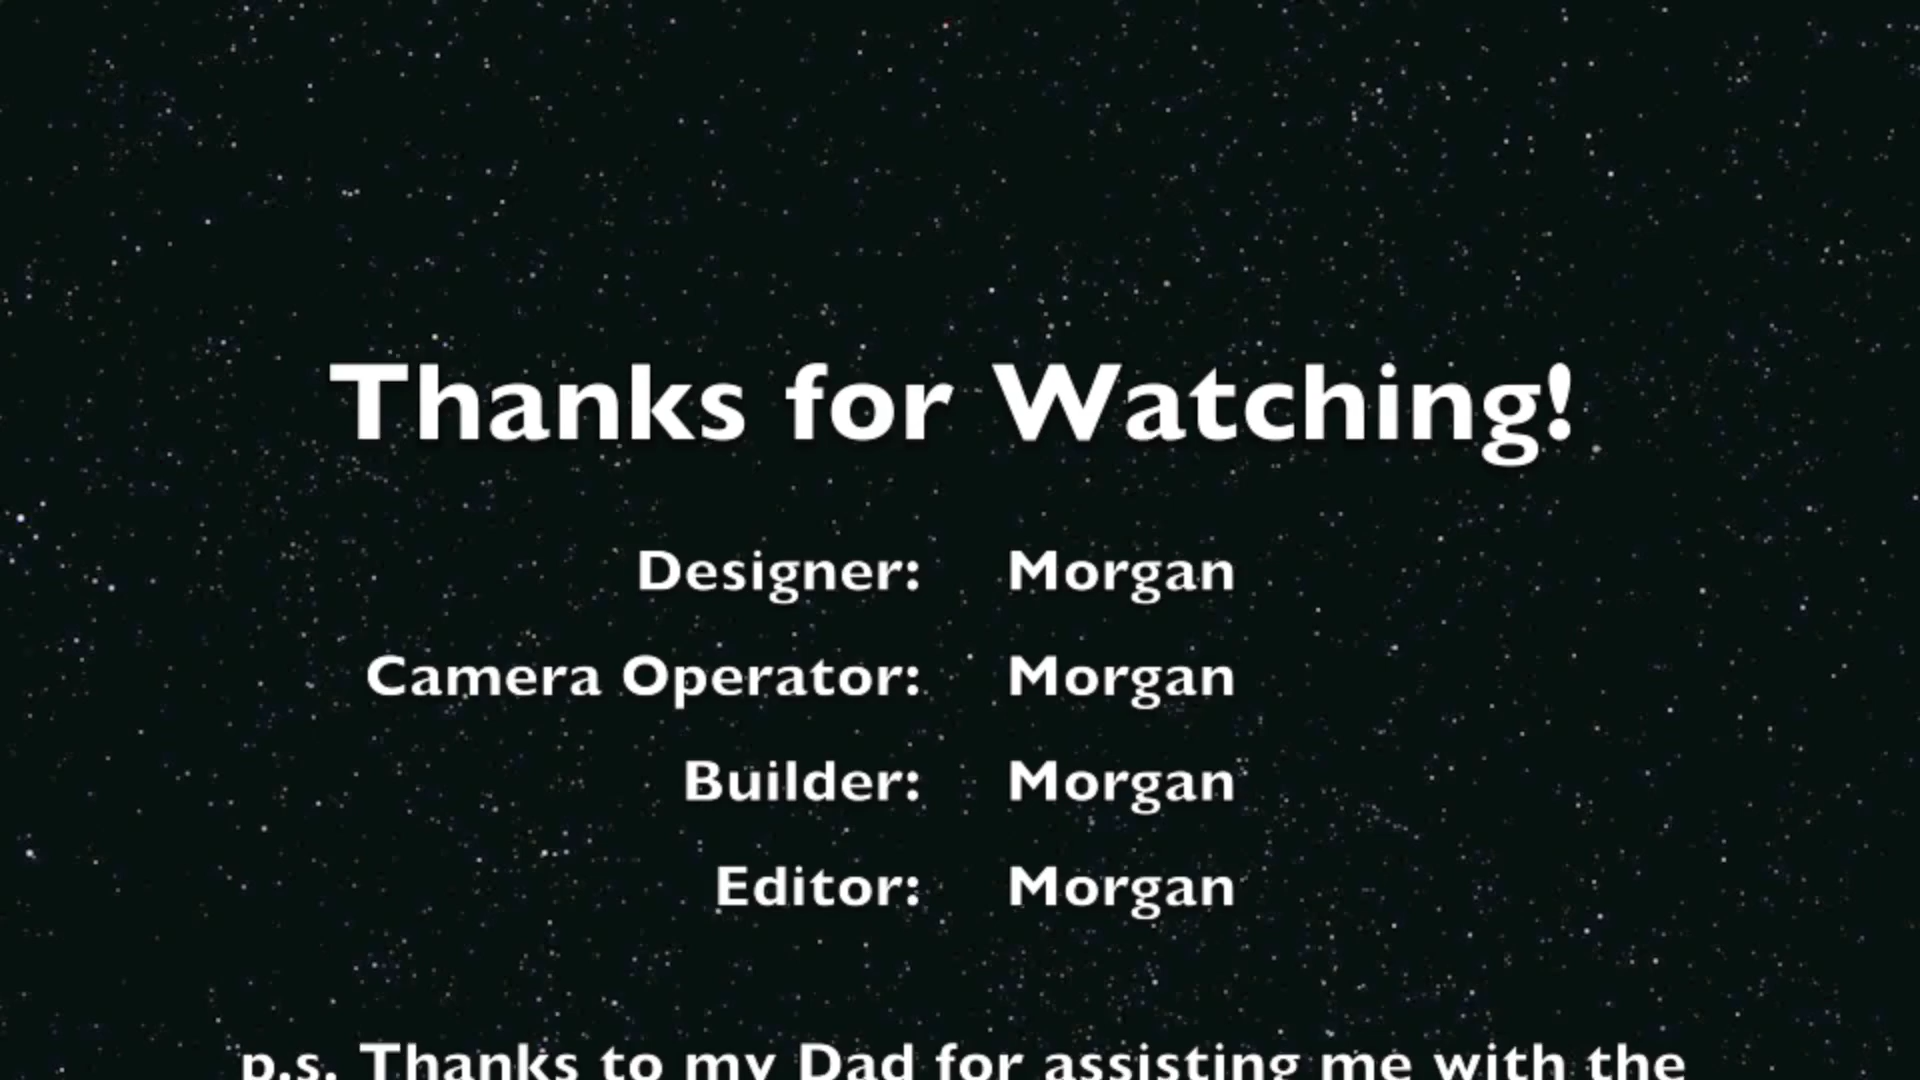 Thanks for Watching!
Designer: Morgan
Camera Operator: Morgan
Builder: Morgan
Editor: Morgan
p.s. Thanks to my Dad for assisting me with the